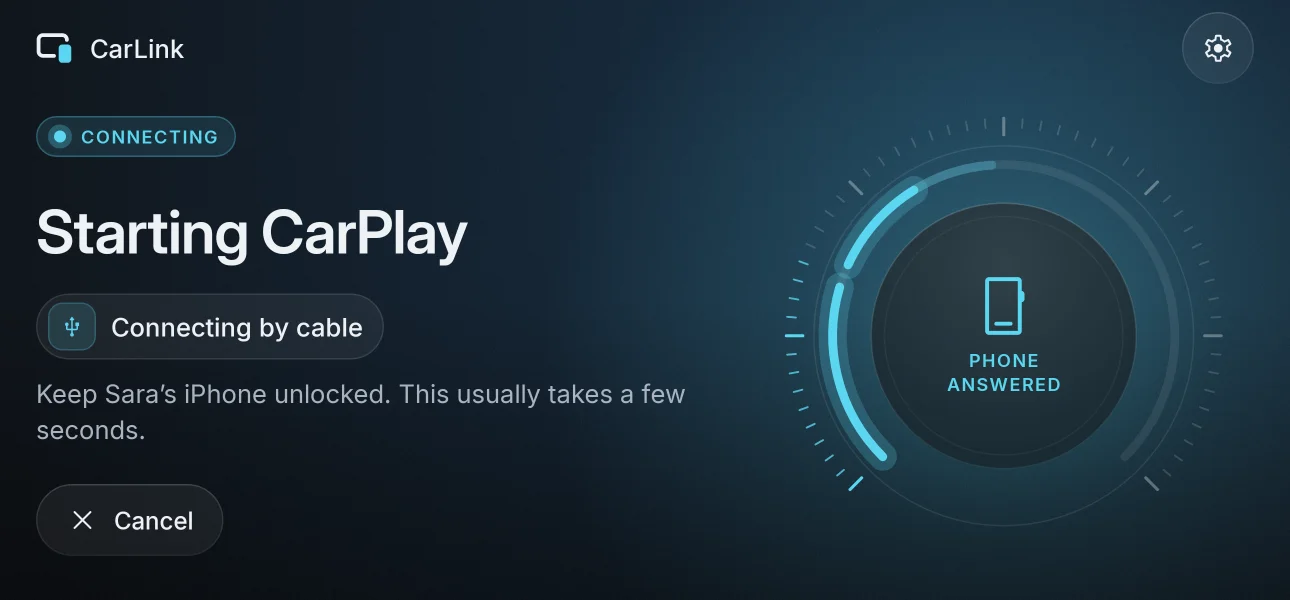 CarLink
CONNECTING
Starting CarPlay
Connecting by cable
Keep Sara’s iPhone unlocked. This usually takes a few
seconds.
Cancel
PHONE
ANSWERED